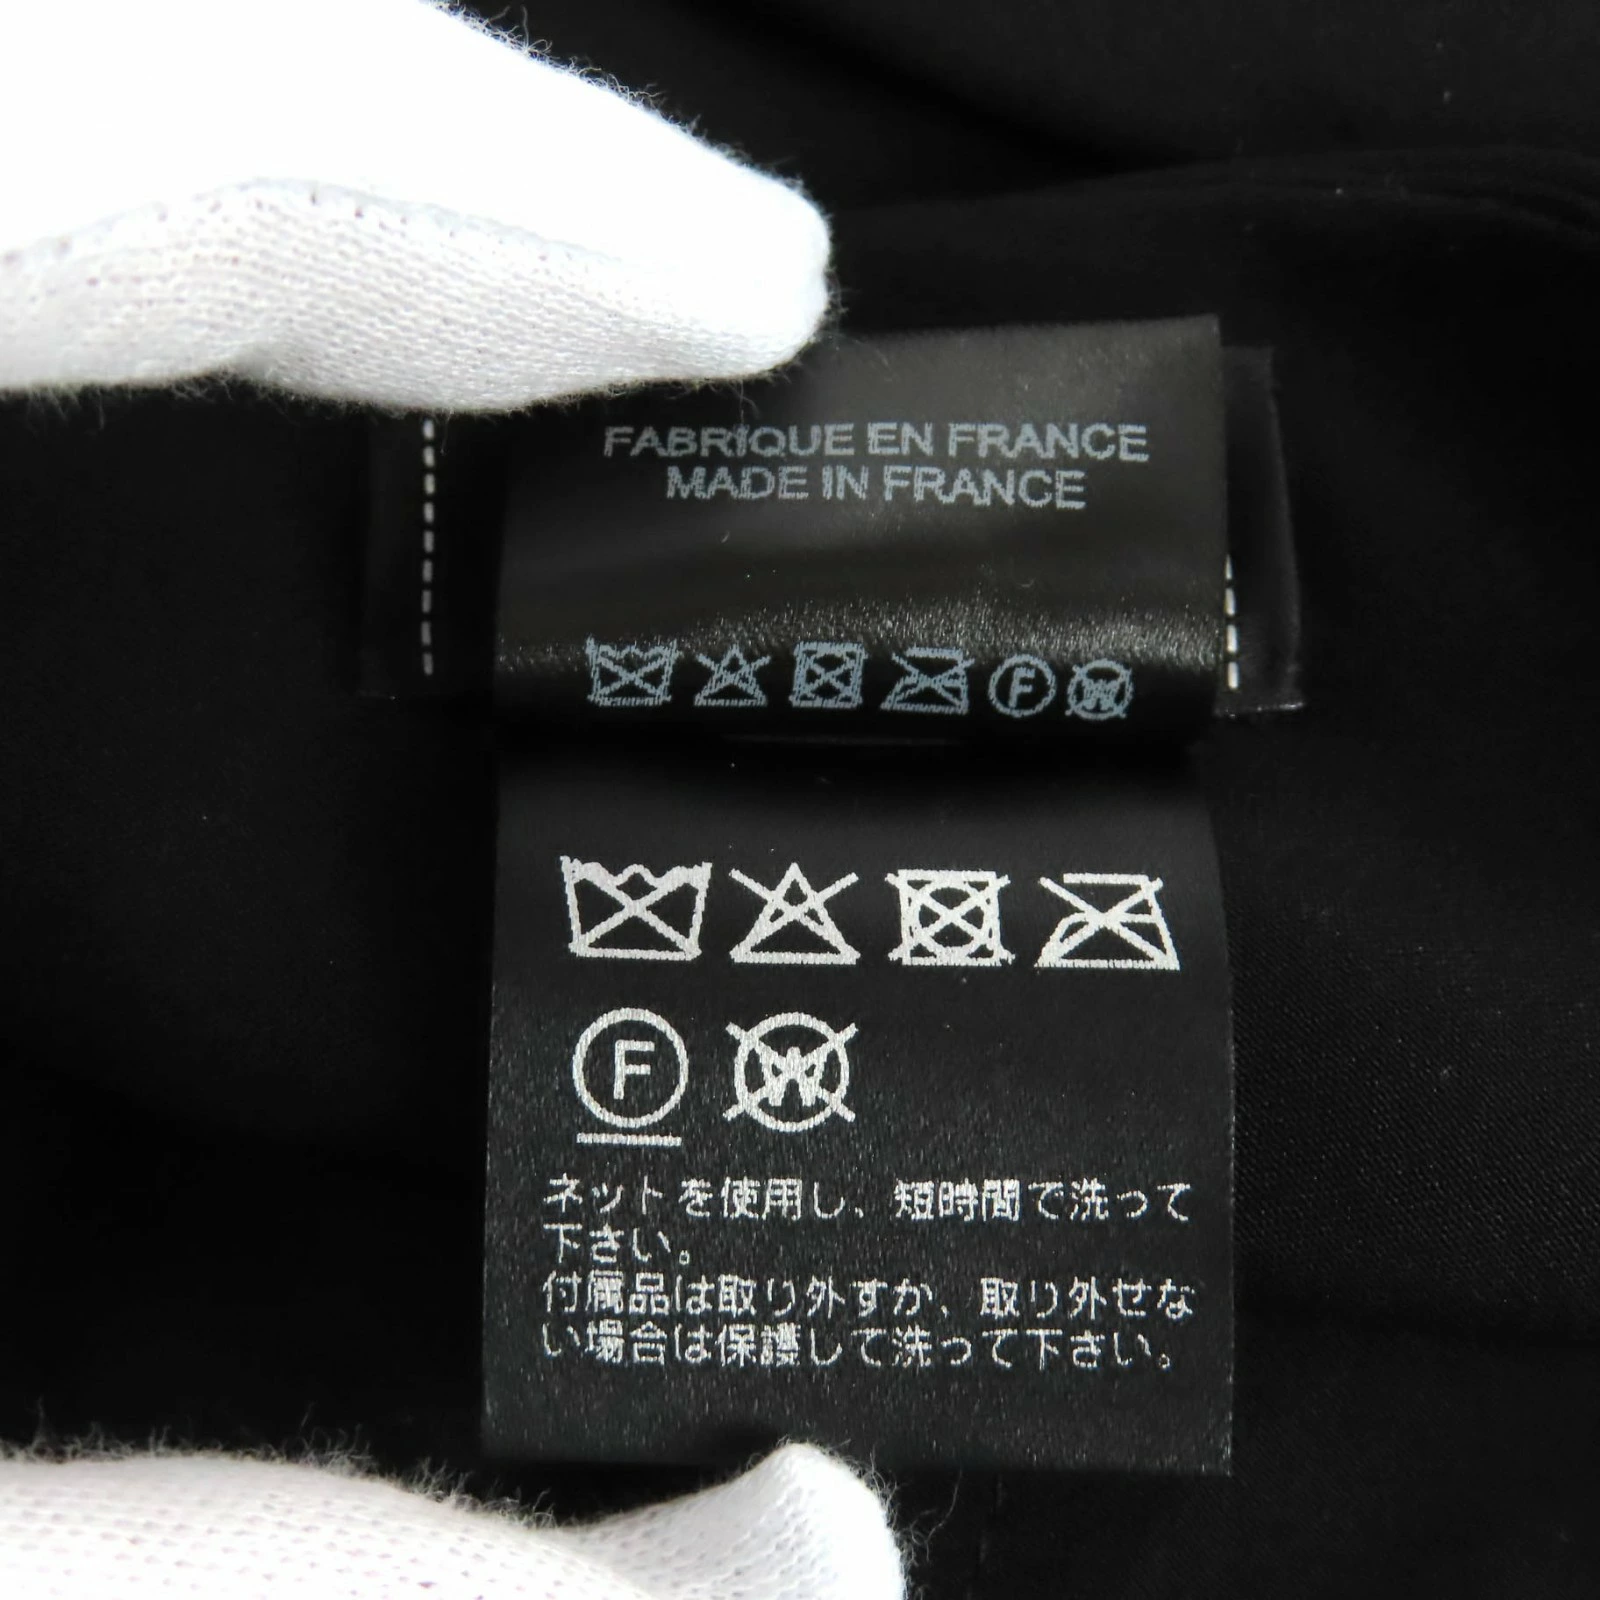 FABRIQUE EN FRANCE
MADE IN FRANCE
F W
F W
ネットを使用し、短時間で洗って
下さい。
付属品は取り外すか、取り外せな
い場合は保護して洗って下さい。